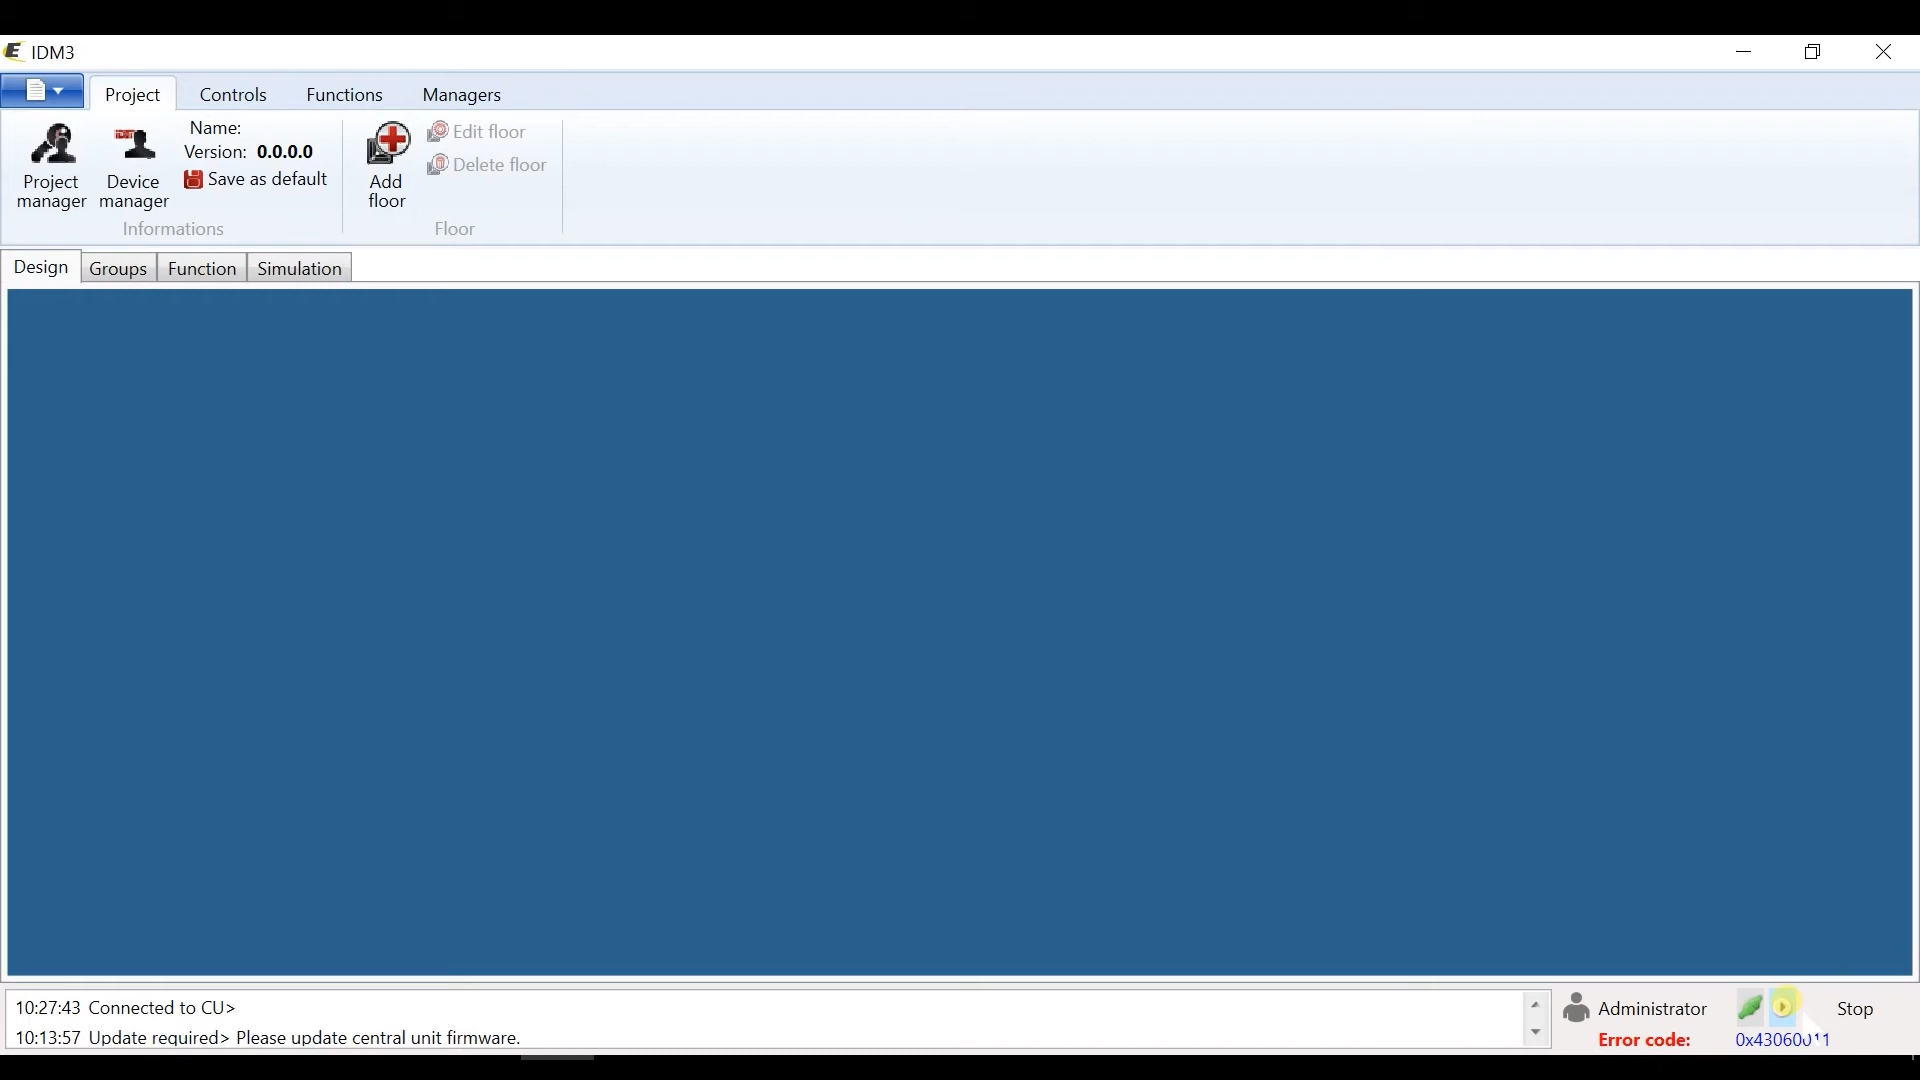 IDM3
Project Controls Functions Managers
Project manager
Device manager
Name:
Version: 0.0.0.0
Save as default
Informations
Add floor
Edit floor
Delete floor
Floor
Design Groups Function Simulation
10:27:43 Connected to CU>
10:13:57 Update required> Please update central unit firmware.
Administrator
Stop
Error code: 0x43060011